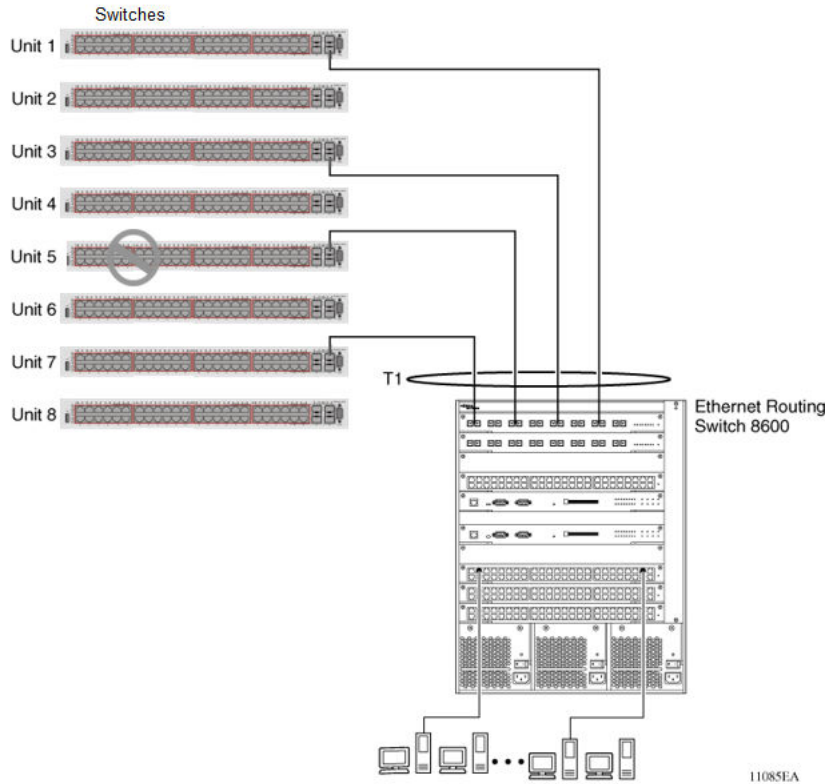 Switches
Unit 1
Unit 2
Unit 3
Unit 4
Unit 5
Unit 6
Unit 7
Unit 8
T1
Ethernet Routing
Switch 8600
11085EA